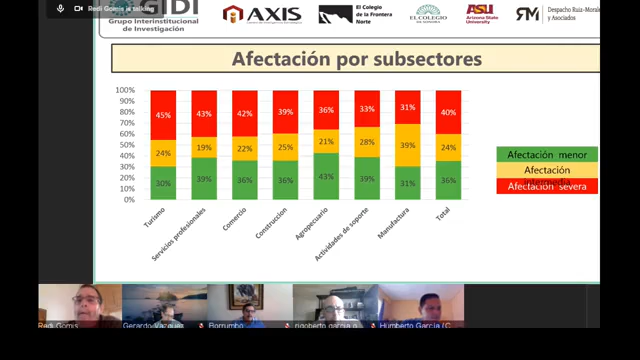 Redi Gomis is talking
GIDI
Grupo Interinstitucional
de Investigación
AXIS
El Colegio
de la Frontera
Norte
EL COLEGIO
DE SONORA
ASU
Arizona State
University
RM
Despacho Ruiz-Morales
y Asociados
Afectación por subsectores
100%
90%
80%
70%
60%
50%
40%
30%
20%
10%
0%
45% 43% 42% 39% 36% 33% 31% 40%
24% 19% 22% 25% 21% 28% 39% 24%
30% 39% 36% 36% 43% 39% 31% 36%
Turismo
Servicios profesionales
Comercio
Construccion
Agropecuario
Actividades de soporte
Manufactura
Total
Afectación menor
Afectación
intermedia
Afectación severa
Redi Gomis
Gerardo Vazquez
Borrumbo
rigoberto garcia o
Humberto García / C